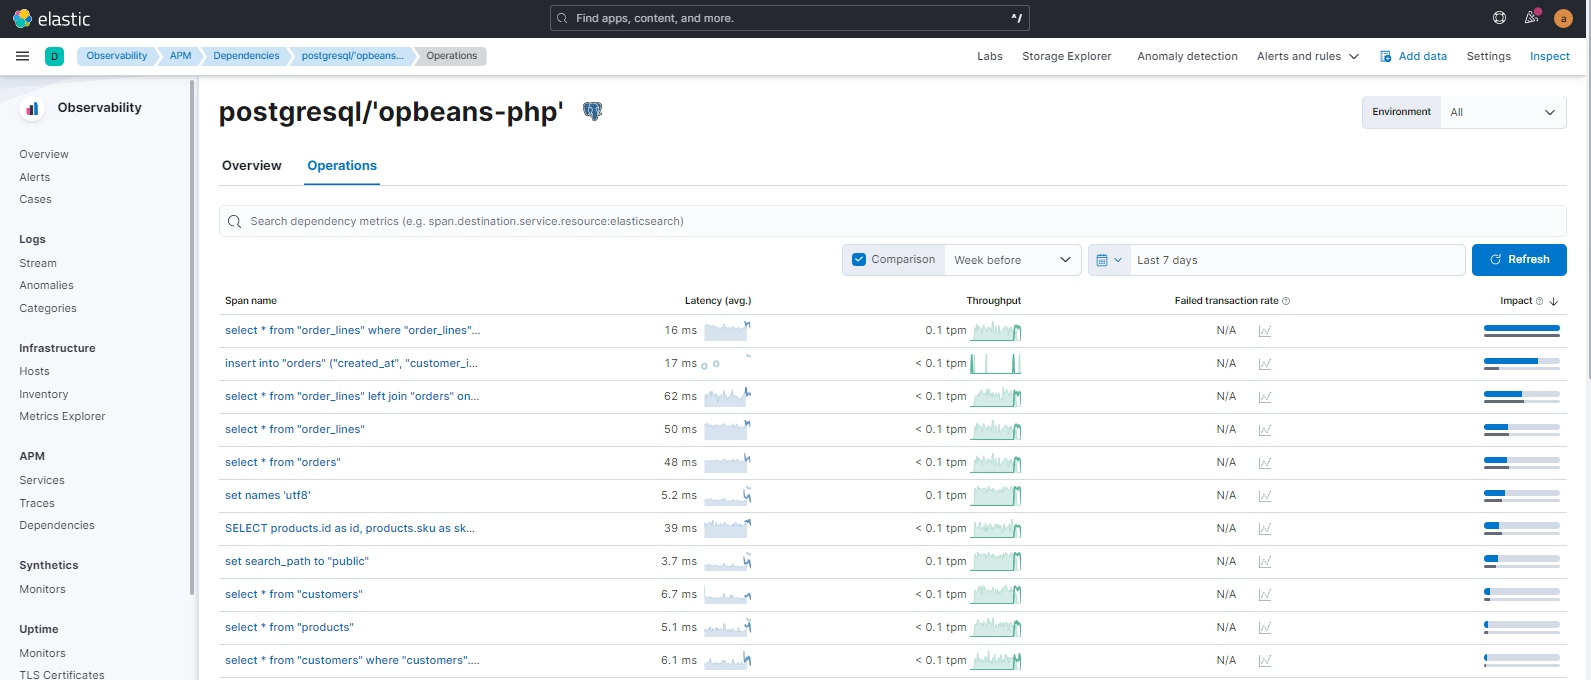 elastic
Find apps, content, and more.
^/
a
D
Observability
APM
Dependencies
postgresql/'opbeans...
Operations
Labs
Storage Explorer
Anomaly detection
Alerts and rules
Add data
Settings
Inspect
Observability
Overview
Alerts
Cases
Logs
Stream
Anomalies
Categories
Infrastructure
Hosts
Inventory
Metrics Explorer
APM
Services
Traces
Dependencies
Synthetics
Monitors
Uptime
Monitors
TLS Certificates
postgresql/'opbeans-php'
Environment All
Overview Operations
Search dependency metrics (e.g. span.destination.service.resource:elasticsearch)
Comparison Week before Last 7 days Refresh
Span name Latency (avg.) Throughput Failed transaction rate Impact
select * from "order_lines" where "order_lines"... 16 ms 0.1 tpm N/A
insert into "orders" ("created_at", "customer_i... 17 ms < 0.1 tpm N/A
select * from "order_lines" left join "orders" on... 62 ms < 0.1 tpm N/A
select * from "order_lines" 50 ms < 0.1 tpm N/A
select * from "orders" 48 ms < 0.1 tpm N/A
set names 'utf8' 5.2 ms 0.1 tpm N/A
SELECT products.id as id, products.sku as sk... 39 ms < 0.1 tpm N/A
set search_path to "public" 3.7 ms 0.1 tpm N/A
select * from "customers" 6.7 ms < 0.1 tpm N/A
select * from "products" 5.1 ms < 0.1 tpm N/A
select * from "customers" where "customers".... 6.1 ms < 0.1 tpm N/A